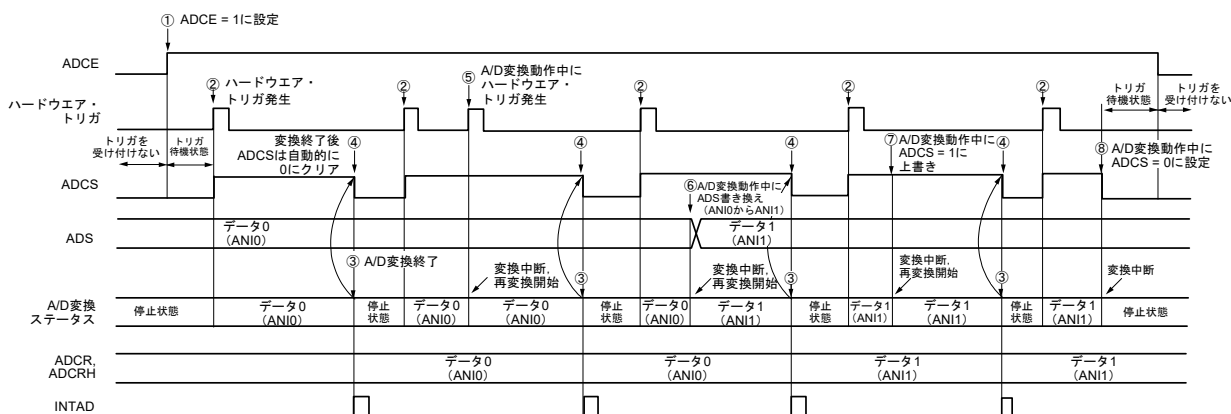 ① ADCE = 1に設定
ADCE
② ハードウエア・
トリガ発生
②
⑤ A/D変換動作中に
ハードウエア・
トリガ発生
②
②
②
トリガ
待機状態
トリガを
受け付けない
ハードウエア・
トリガ
トリガを
受け付けない
トリガ
待機状態
変換終了後
ADCSは自動的に
0にクリア
④
④
④
⑦ A/D変換動作中に
ADCS = 1に
上書き
④
⑧ A/D変換動作中に
ADCS = 0に設定
ADCS
⑥ A/D変換動作中に
ADS書き換え
（ANI0からANI1）
ADS
データ0
(ANI0)
データ1
(ANI1)
③ A/D変換終了
変換中断,
再変換開始
③
変換中断,
再変換開始
③
変換中断,
再変換開始
③
変換中断
A/D変換
ステータス
停止状態
データ0
(ANI0)
停止
状態
データ0
(ANI0)
データ0
(ANI0)
停止
状態
データ0
(ANI0)
データ1
(ANI1)
停止
状態
データ1
(ANI1)
データ1
(ANI1)
停止
状態
データ1
(ANI1)
停止状態
ADCR,
ADCRH
データ0
(ANI0)
データ0
(ANI0)
データ1
(ANI1)
データ1
(ANI1)
INTAD